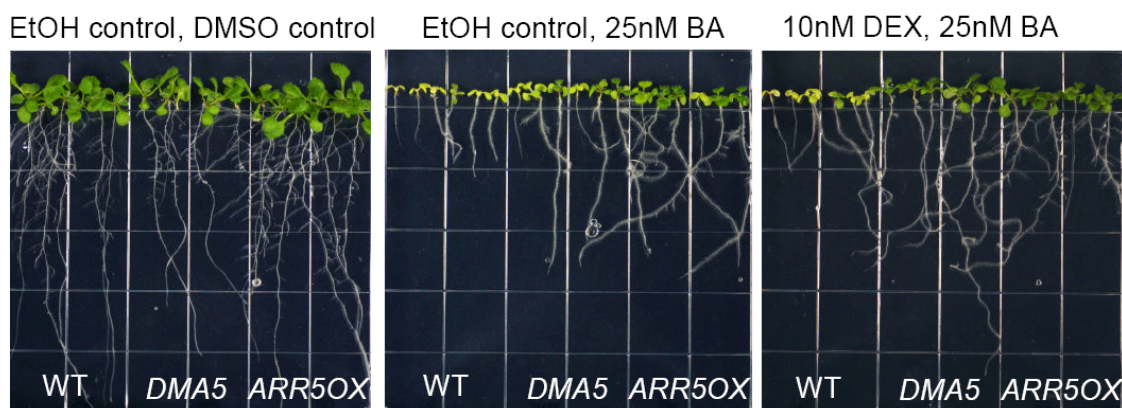 EtOH control, DMSO control
EtOH control, 25nM BA
10nM DEX, 25nM BA
WT DMA5 ARR5OX
WT DMA5 ARR5OX
WT DMA5 ARR5OX